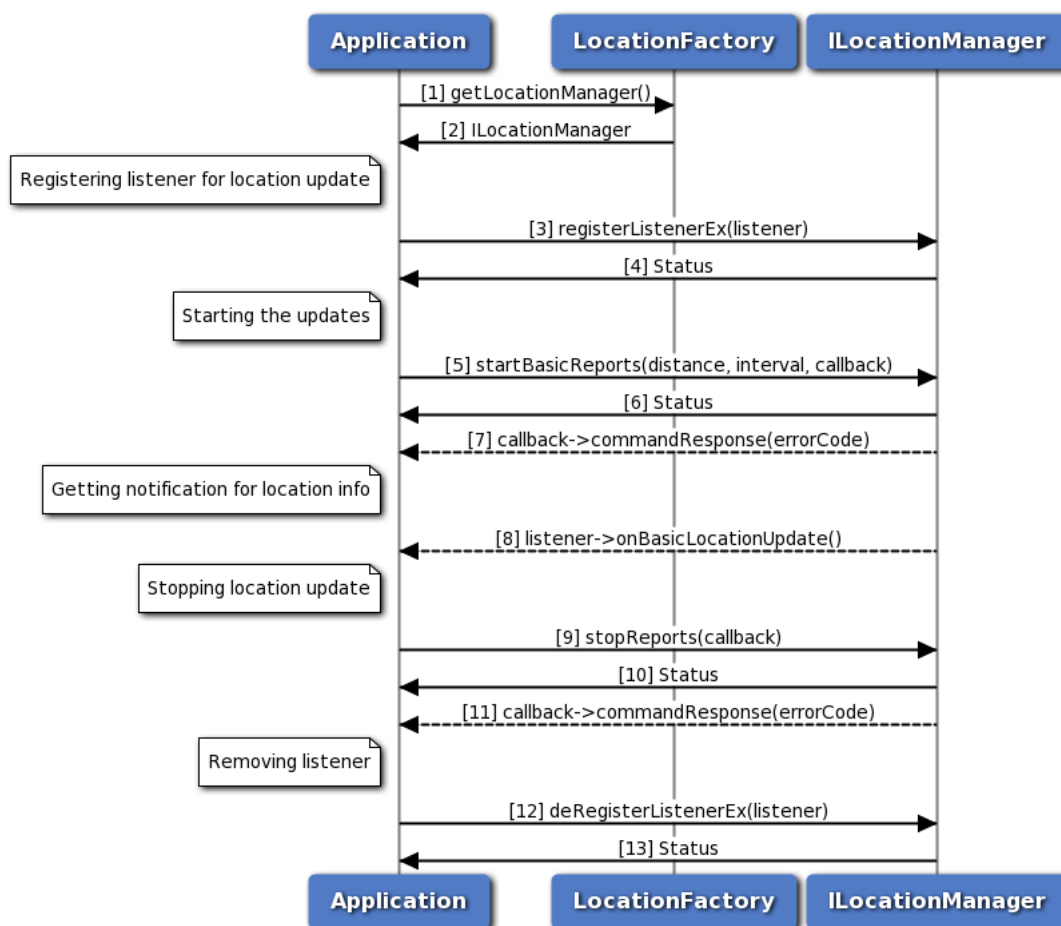 Application
LocationFactory
ILocationManager
[1] getLocationManager()
[2] ILocationManager
Registering listener for location update
[3] registerListenerEx(listener)
[4] Status
Starting the updates
[5] startBasicReports(distance, interval, callback)
[6] Status
[7] callback->commandResponse(errorCode)
Getting notification for location info
[8] listener->onBasicLocationUpdate()
Stopping location update
[9] stopReports(callback)
[10] Status
[11] callback->commandResponse(errorCode)
Removing listener
[12] deRegisterListenerEx(listener)
[13] Status
Application
LocationFactory
ILocationManager